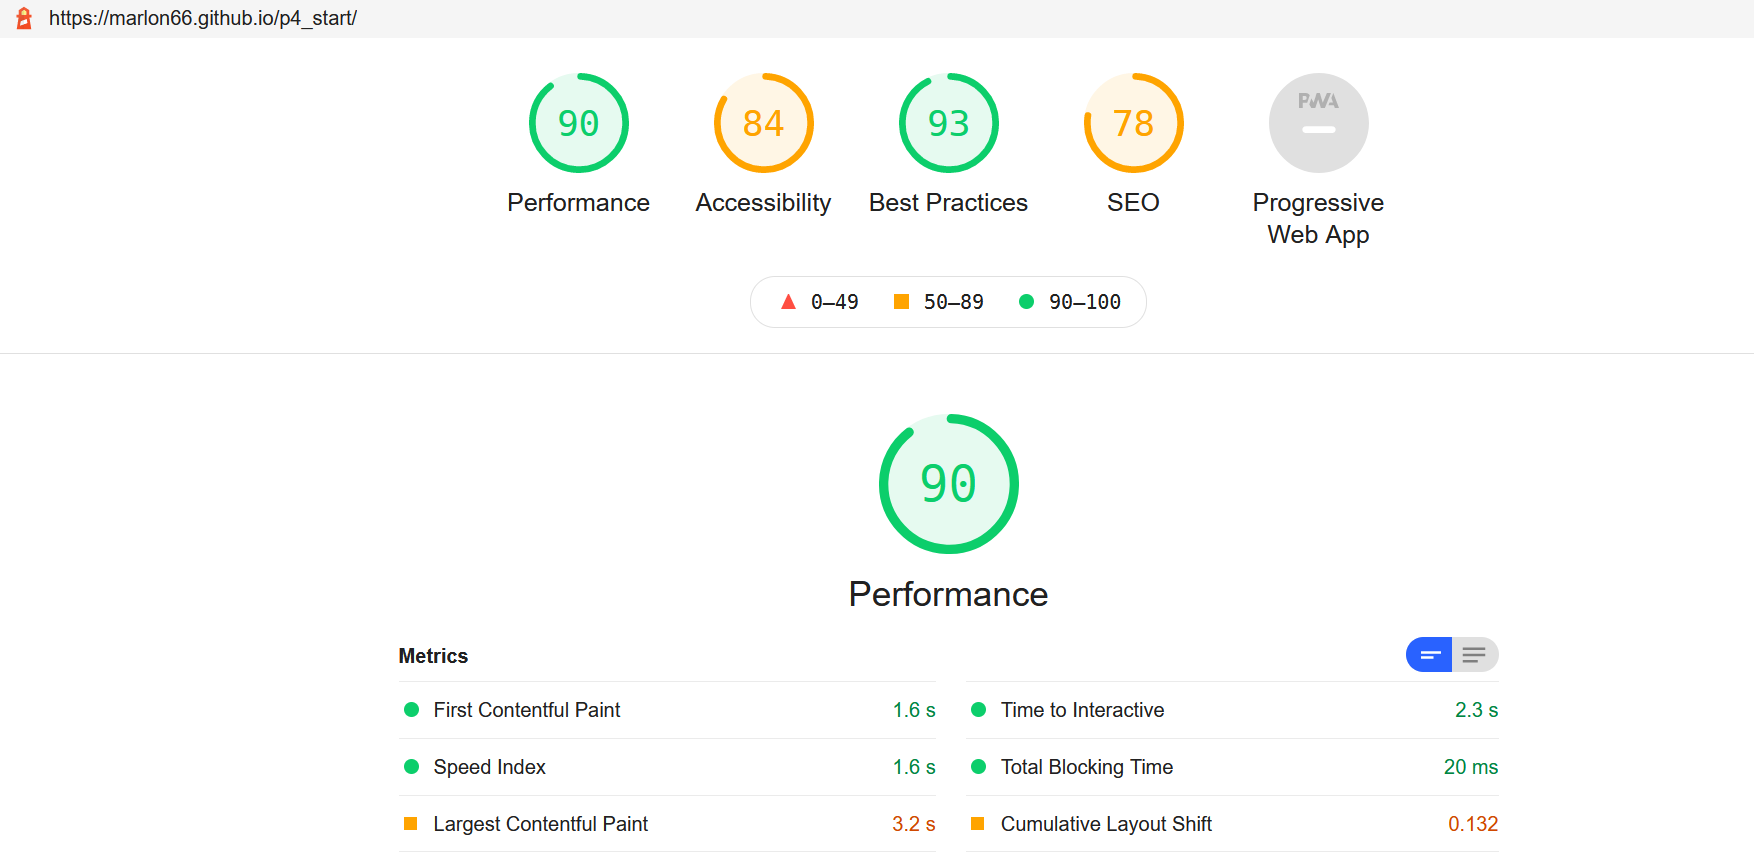 https://marlon66.github.io/p4_start/
90 84 93 78 PWA
Performance Accessibility Best Practices SEO Progressive
Web App
0–49 50–89 90–100
90
Performance
Metrics
First Contentful Paint 1.6 s Time to Interactive 2.3 s
Speed Index 1.6 s Total Blocking Time 20 ms
Largest Contentful Paint 3.2 s Cumulative Layout Shift 0.132